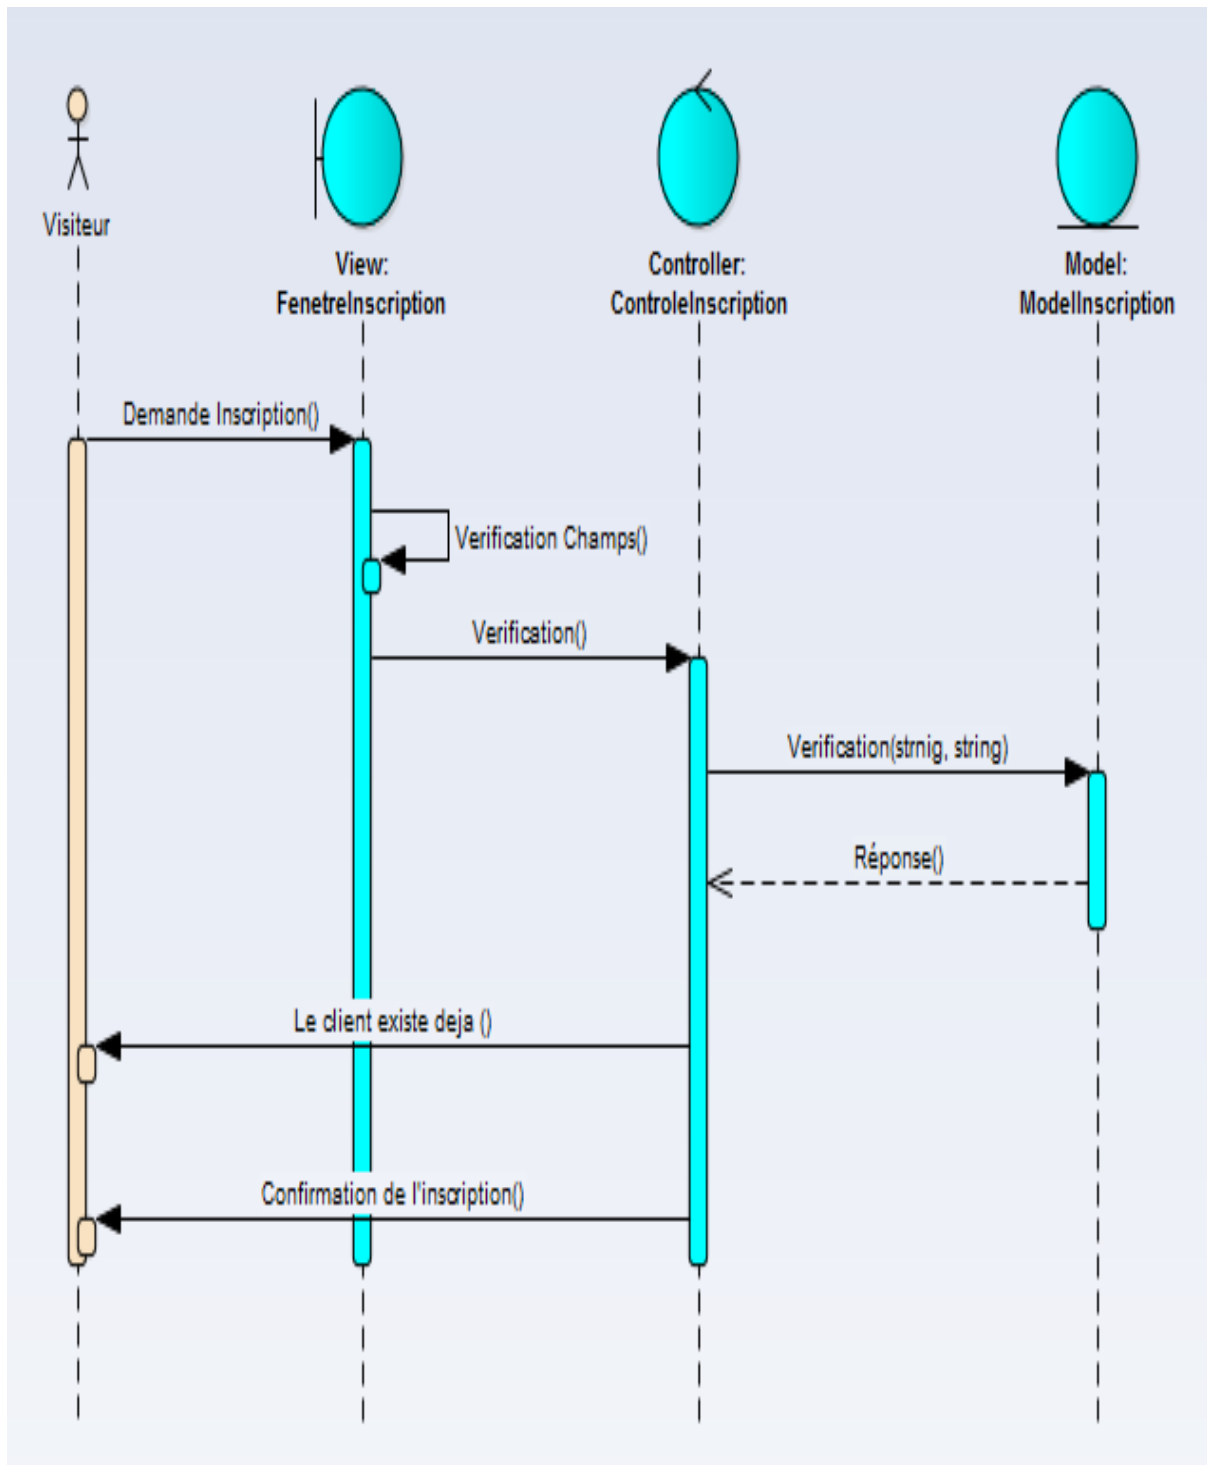 Visiteur
View:
FenetreInscription
Controller:
ControleInscription
Model:
ModelInscription
Demande Inscription()
Verification Champs()
Verification()
Verification(strnig, string)
Réponse()
Le client existe deja ()
Confirmation de l'inscription()